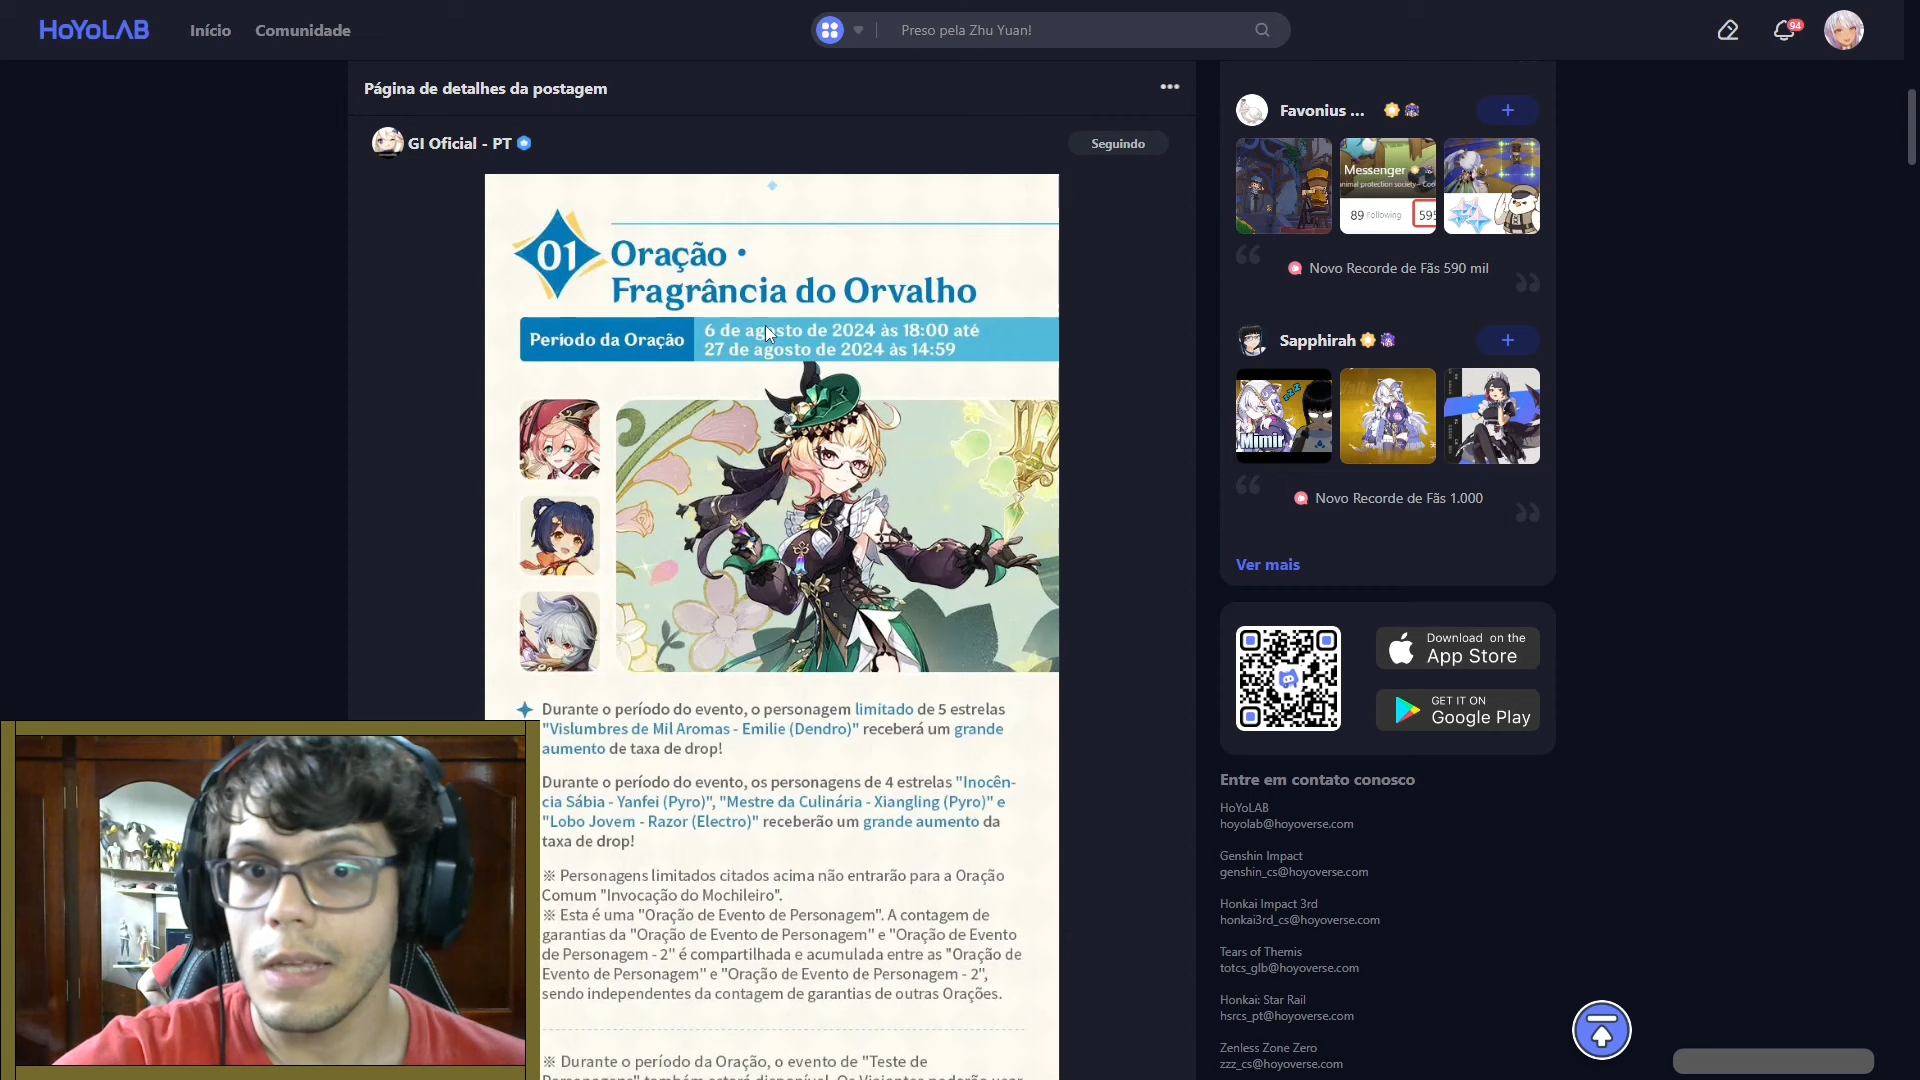 HoYoLAB
Início
Comunidade
Preso pela Zhu Yuan!
94
Página de detalhes da postagem
GI Oficial - PT
Seguindo
01
Oração •
Fragrância do Orvalho
Período da Oração
6 de agosto de 2024 às 18:00 até
27 de agosto de 2024 às 14:59
Durante o período do evento, o personagem limitado de 5 estrelas
"Vislumbres de Mil Aromas - Emilie (Dendro)" receberá um grande
aumento de taxa de drop!
Durante o período do evento, os personagens de 4 estrelas "Inocên-
cia Sábia - Yanfei (Pyro)", "Mestre da Culinária - Xiangling (Pyro)" e
"Lobo Jovem - Razor (Electro)" receberão um grande aumento da
taxa de drop!
※ Personagens limitados citados acima não entrarão para a Oração
Comum "Invocação do Mochileiro".
※ Esta é uma "Oração de Evento de Personagem". A contagem de
garantias da "Oração de Evento de Personagem" e "Oração de Evento
de Personagem - 2" é compartilhada e acumulada entre as "Oração de
Evento de Personagem" e "Oração de Evento de Personagem - 2",
sendo independentes da contagem de garantias de outras Orações.
※ Durante o período da Oração, o evento de "Teste de
Personagens" também estará disponível. Os Viajantes poderão usar
Favonius ...
Messenger
animal protection society
89 Following
595
Novo Recorde de Fãs 590 mil
Sapphirah
Mimir
Novo Recorde de Fãs 1.000
Ver mais
Download on the
App Store
GET IT ON
Google Play
Entre em contato conosco
HoYoLAB
hoyolab@hoyoverse.com
Genshin Impact
genshin_cs@hoyoverse.com
Honkai Impact 3rd
honkai3rd_cs@hoyoverse.com
Tears of Themis
totcs_glb@hoyoverse.com
Honkai: Star Rail
hsrcs_pt@hoyoverse.com
Zenless Zone Zero
zzz_cs@hoyoverse.com